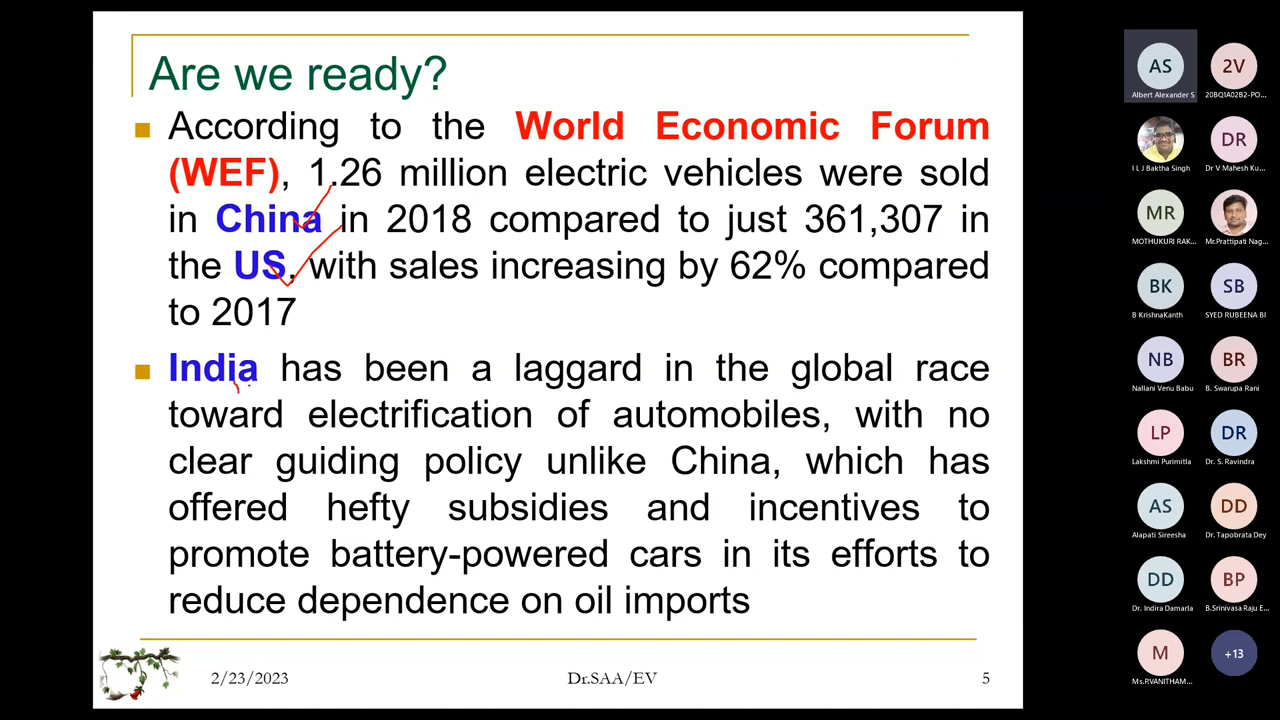 Are we ready?
According to the World Economic Forum
(WEF), 1.26 million electric vehicles were sold
in China in 2018 compared to just 361,307 in
the US, with sales increasing by 62% compared
to 2017
India has been a laggard in the global race
toward electrification of automobiles, with no
clear guiding policy unlike China, which has
offered hefty subsidies and incentives to
promote battery-powered cars in its efforts to
reduce dependence on oil imports
2/23/2023
Dr.SAA/EV
5
AS
Albert Alexander S
2V
20BQ1A02B2-PO...
I L J Baktha Singh
DR
Dr V Mahesh Ku...
MR
MOTHUKURI RAK...
Mr.Prattipati Nag...
BK
B KrishnaKanth
SB
SYED RUBEENA BI
NB
Nallani Venu Babu
BR
B. Swarupa Rani
LP
Lakshmi Purimitla
DR
Dr. S. Ravindra
AS
Alapati Sireesha
DD
Dr. Tapobrata Dey
DD
Dr. Indira Damarla
BP
B.Srinivasa Raju E...
M
Ms.P.VANITHAM...
+13